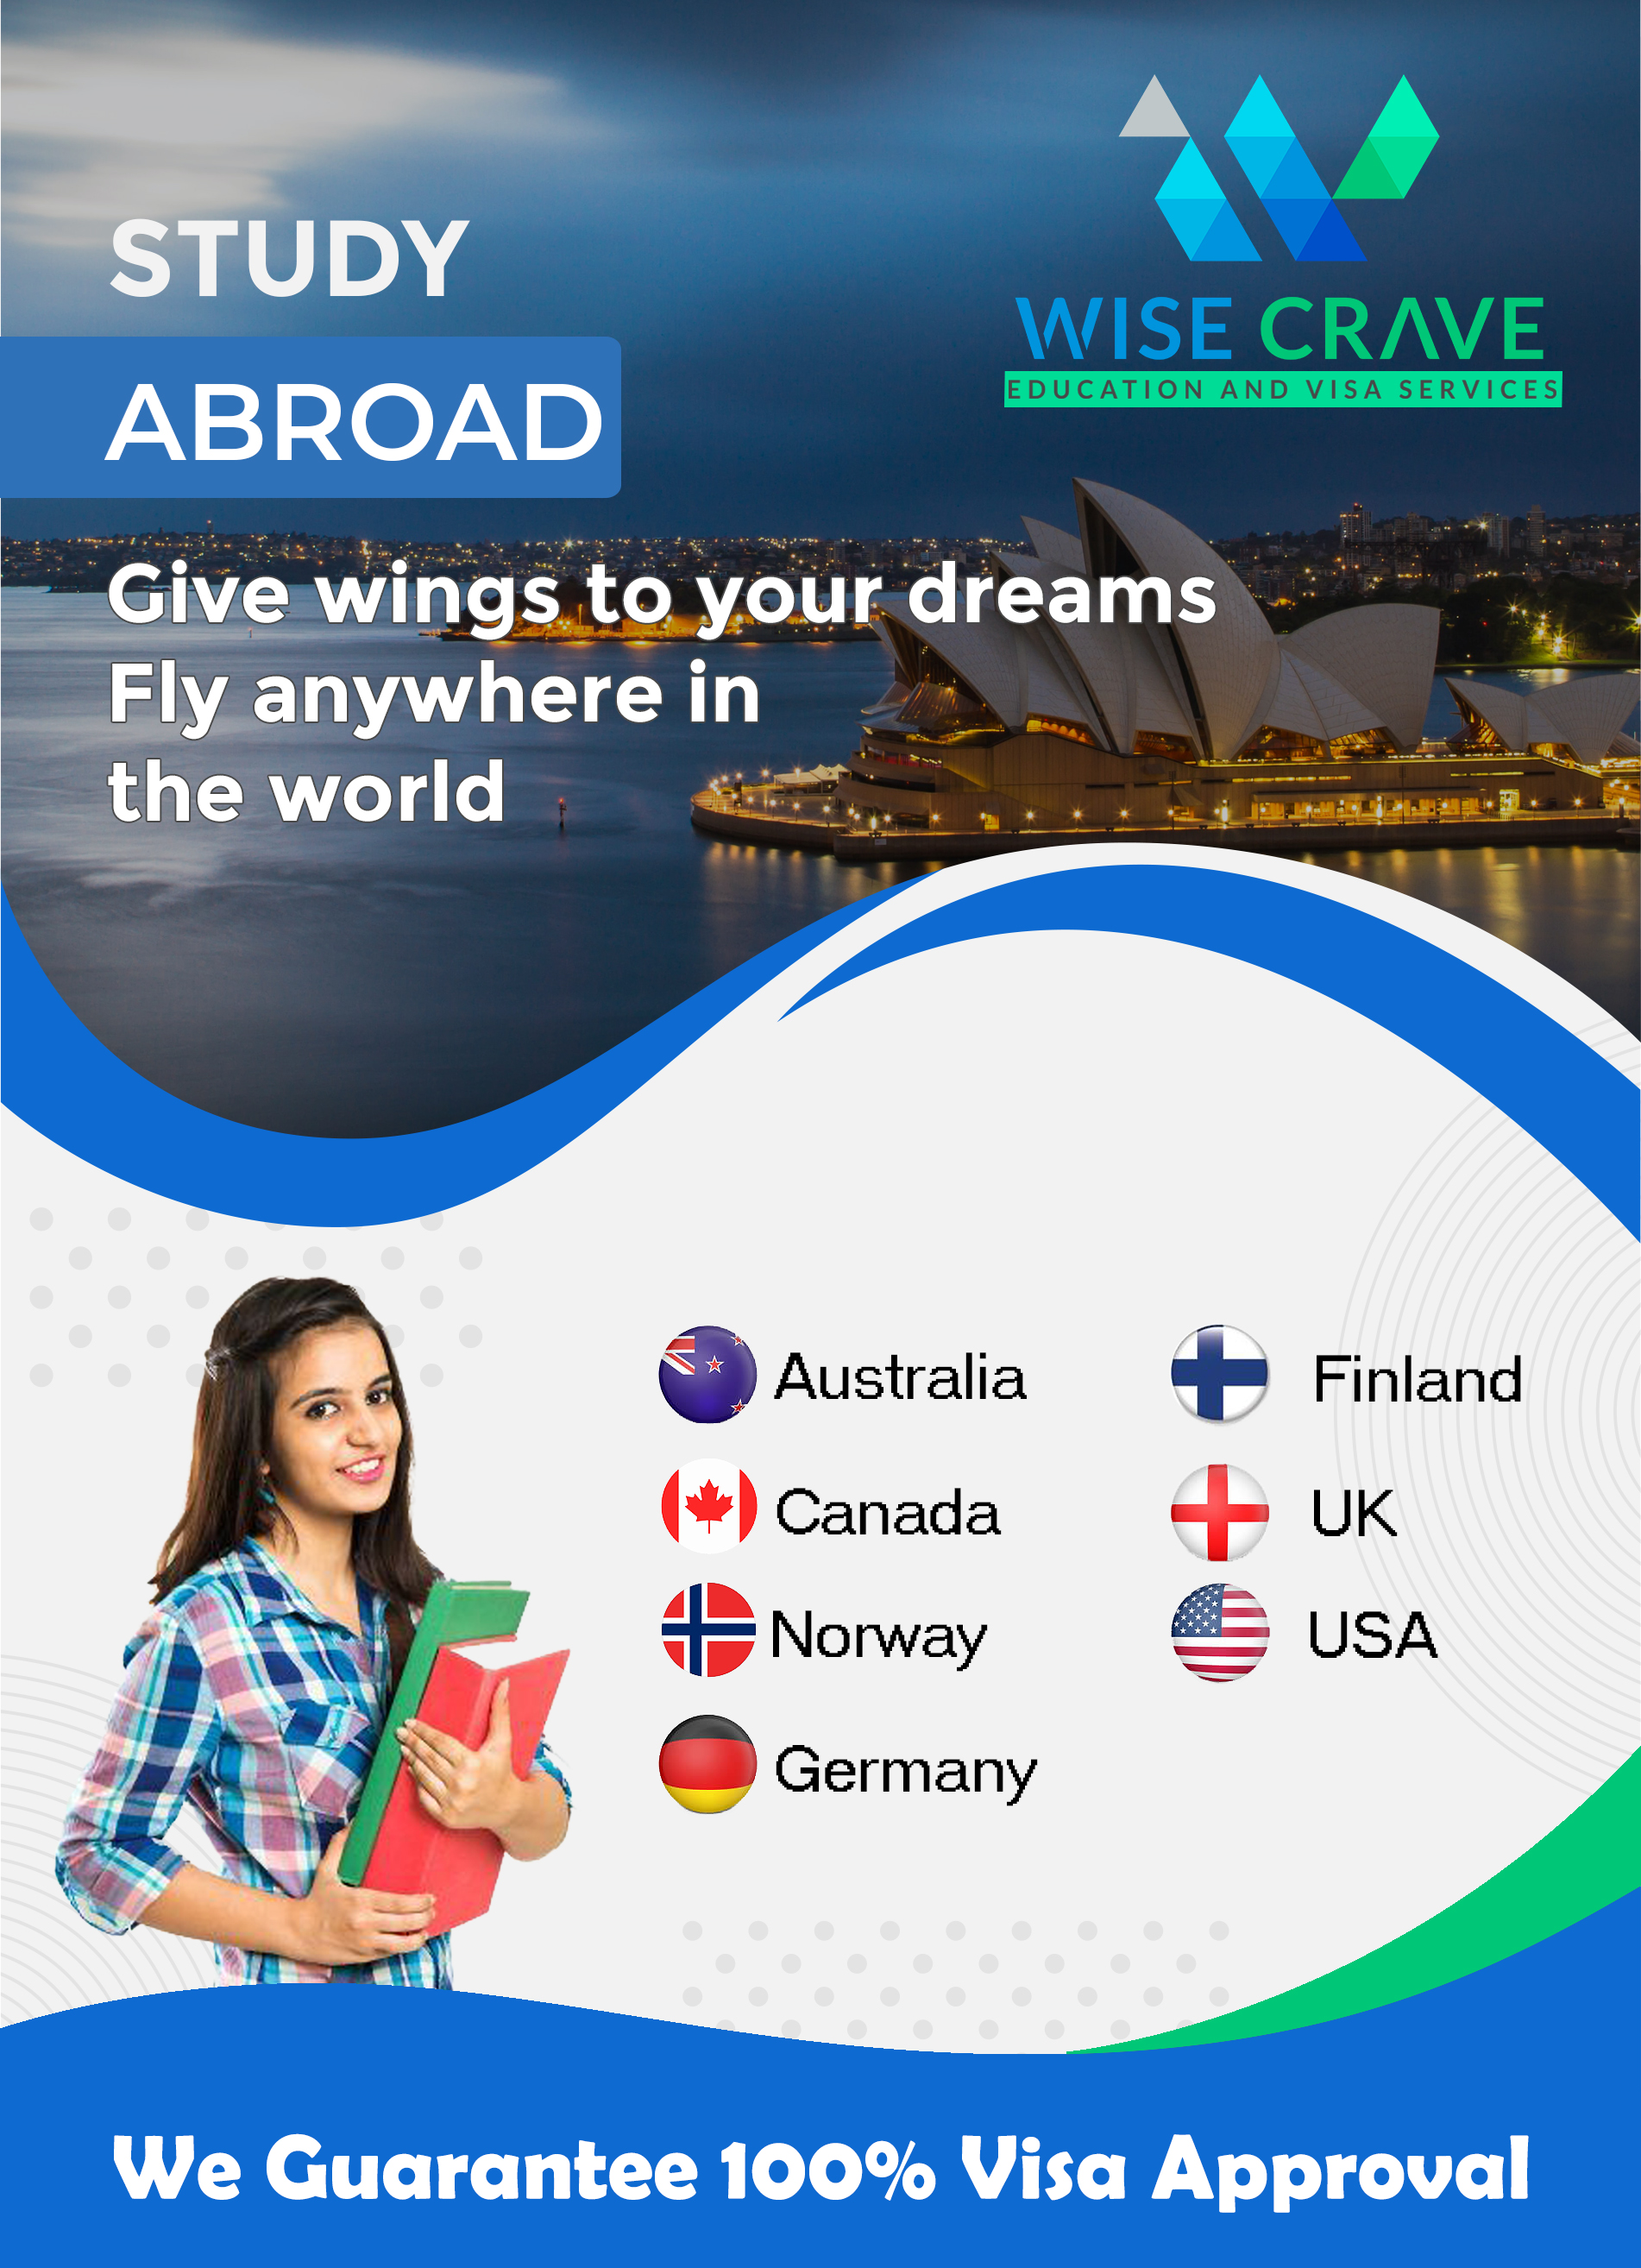 WISE CRAVE
EDUCATION AND VISA SERVICES
STUDY
ABROAD
Give wings to your dreams
Fly anywhere in
the world
Australia
Canada
Norway
Germany
Finland
UK
USA
We Guarantee 100% Visa Approval